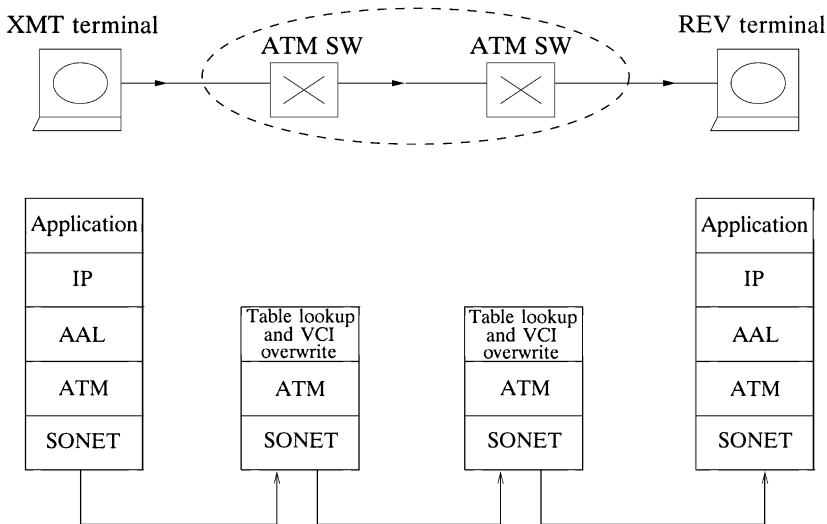 XMT terminal
ATM SW
ATM SW
REV terminal
Application
IP
AAL
ATM
SONET
Table lookup
and VCI
overwrite
ATM
SONET
Table lookup
and VCI
overwrite
ATM
SONET
Application
IP
AAL
ATM
SONET